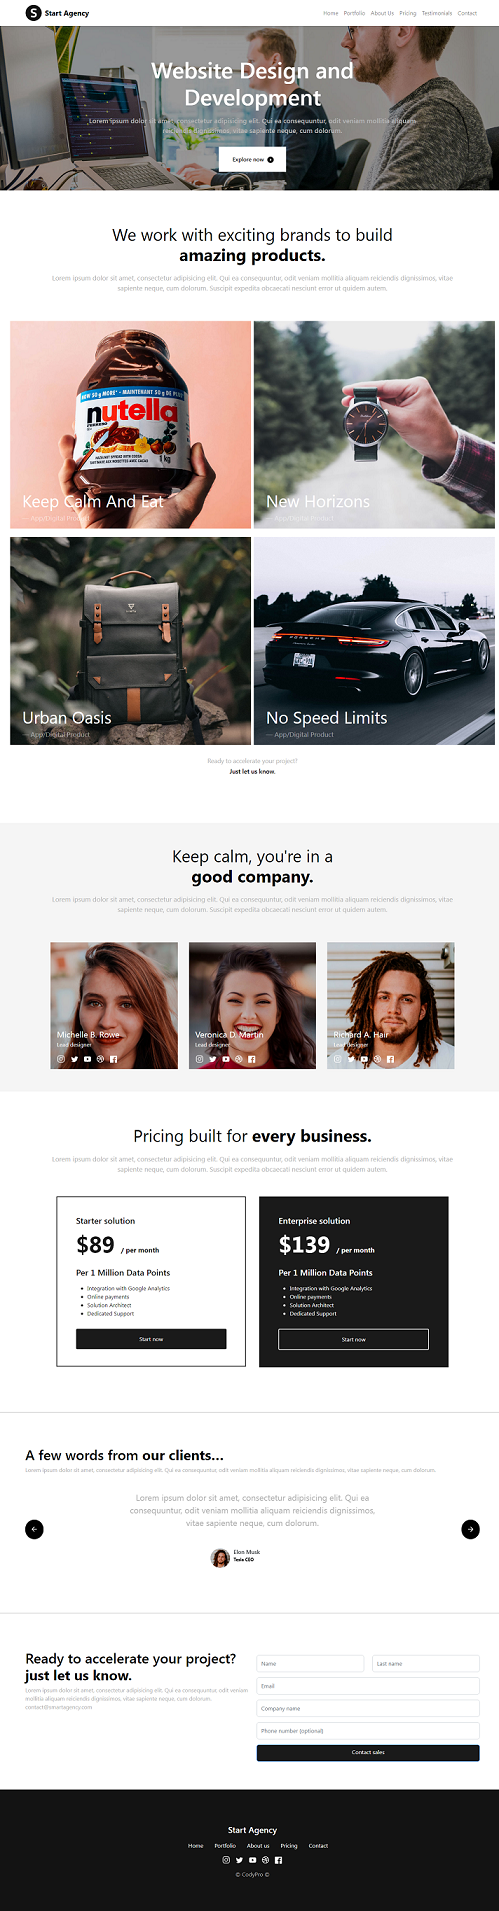 S Start Agency
Home Portfolio About Us Pricing Testimonials Contact
Website Design and
Development
Lorem ipsum dolor sit amet, consectetur adipisicing elit. Qui ea consequuntur, odit veniam mollitia aliquam
reiciendis dignissimos, vitae sapiente neque, cum dolorum.
Explore now
We work with exciting brands to build
amazing products.
Lorem ipsum dolor sit amet, consectetur adipisicing elit. Qui ea consequuntur, odit veniam mollitia aliquam reiciendis dignissimos, vitae
sapiente neque, cum dolorum. Suscipit expedita obcaecati nesciunt error ut quidem autem.
nutella
FERRERO
1 kg
Keep Calm And Eat
— App/Digital Product
New Horizons
— App/Digital Product
Urban Oasis
— App/Digital Product
PORSCHE
No Speed Limits
— App/Digital Product
Ready to accelerate your project?
Just let us know.
Keep calm, you're in a
good company.
Lorem ipsum dolor sit amet, consectetur adipisicing elit. Qui ea consequuntur, odit veniam mollitia aliquam reiciendis dignissimos, vitae
sapiente neque, cum dolorum. Suscipit expedita obcaecati nesciunt error ut quidem autem.
Michelle B. Rowe
Lead designer
Veronica D. Martin
Lead designer
Richard A. Hair
Lead designer
Pricing built for every business.
Lorem ipsum dolor sit amet, consectetur adipisicing elit. Qui ea consequuntur, odit veniam mollitia aliquam reiciendis dignissimos, vitae
sapiente neque, cum dolorum. Suscipit expedita obcaecati nesciunt error ut quidem autem.
Starter solution
$89 / per month
Per 1 Million Data Points
Integration with Google Analytics
Online payments
Solution Architect
Dedicated Support
Start now
Enterprise solution
$139 / per month
Per 1 Million Data Points
Integration with Google Analytics
Online payments
Solution Architect
Dedicated Support
Start now
A few words from our clients...
Lorem ipsum dolor sit amet, consectetur adipisicing elit. Qui ea consequuntur, odit veniam mollitia aliquam reiciendis dignissimos, vitae sapiente neque, cum dolorum.
Lorem ipsum dolor sit amet, consectetur adipisicing elit. Qui ea
consequuntur, odit veniam mollitia aliquam reiciendis dignissimos,
vitae sapiente neque, cum dolorum.
Elon Musk
Tesla CEO
Ready to accelerate your project?
just let us know.
Lorem ipsum dolor sit amet, consectetur adipisicing elit. Qui ea consequuntur, odit veniam
mollitia aliquam reiciendis dignissimos, vitae sapiente neque, cum dolorum.
contact@smartagency.com
Name
Last name
Email
Company name
Phone number (optional)
Contact sales
Start Agency
Home Portfolio About us Pricing Contact
© CodyPro ©